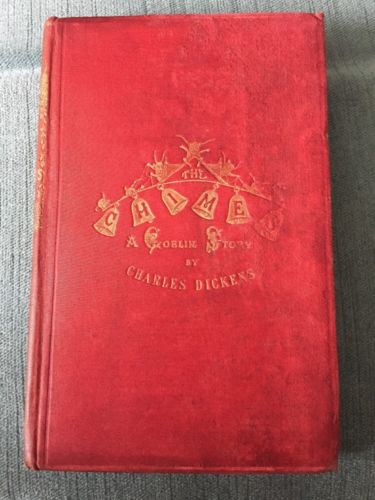 THE
CHIMES
A GOBLIN STORY
BY
CHARLES DICKENS